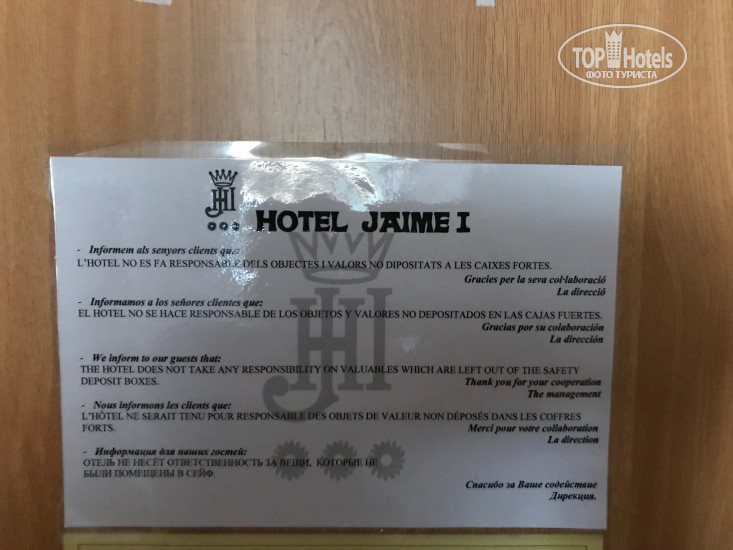 TOP Hotels
ФОТО ТУРИСТА
HOTEL JAIME I
- Informem als senyors clients que:
L'HOTEL NO ES FA RESPONSABLE DELS OBJECTES I VALORS NO DIPOSITATS A LES CAIXES FORTES.
Gracies per la seva col·laboració
La direcció
- Informamos a los señores clientes que:
EL HOTEL NO SE HACE RESPONSABLE DE LOS OBJETOS Y VALORES NO DEPOSITADOS EN LAS CAJAS FUERTES.
Gracias por su colaboración
La dirección
- We inform to our guests that:
THE HOTEL DOES NOT TAKE ANY RESPONSIBILITY ON VALUABLES WHICH ARE LEFT OUT OF THE SAFETY
DEPOSIT BOXES. Thank you for your cooperation
The management
- Nous informons les clients que:
L'HÔTEL NE SERAIT TENU POUR RESPONSABLE DES OBJETS DE VALEUR NON DÉPOSÉS DANS LES COFFRES
FORTS. Merci pour votre collaboration
La direction
- Информация для наших гостей:
ОТЕЛЬ НЕ НЕСЁТ ОТВЕТСТВЕННОСТЬ ЗА ВЕЩИ, КОТОРЫЕ НЕ
БЫЛИ ПОМЕЩЕНЫ В СЕЙФ.
Спасибо за Ваше содействие
Дирекция.